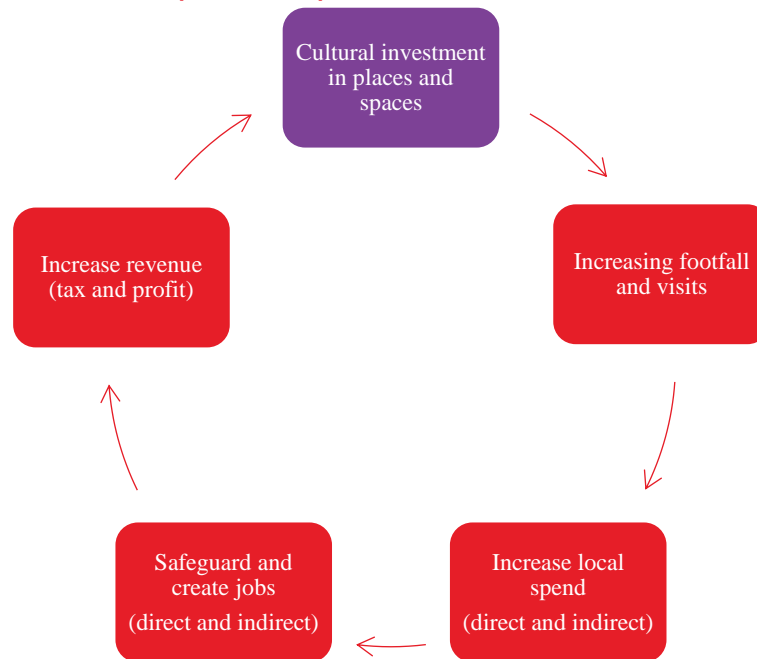 Cultural investment
in places and
spaces
Increasing footfall
and visits
Increase local
spend
(direct and indirect)
Safeguard and
create jobs
(direct and indirect)
Increase revenue
(tax and profit)